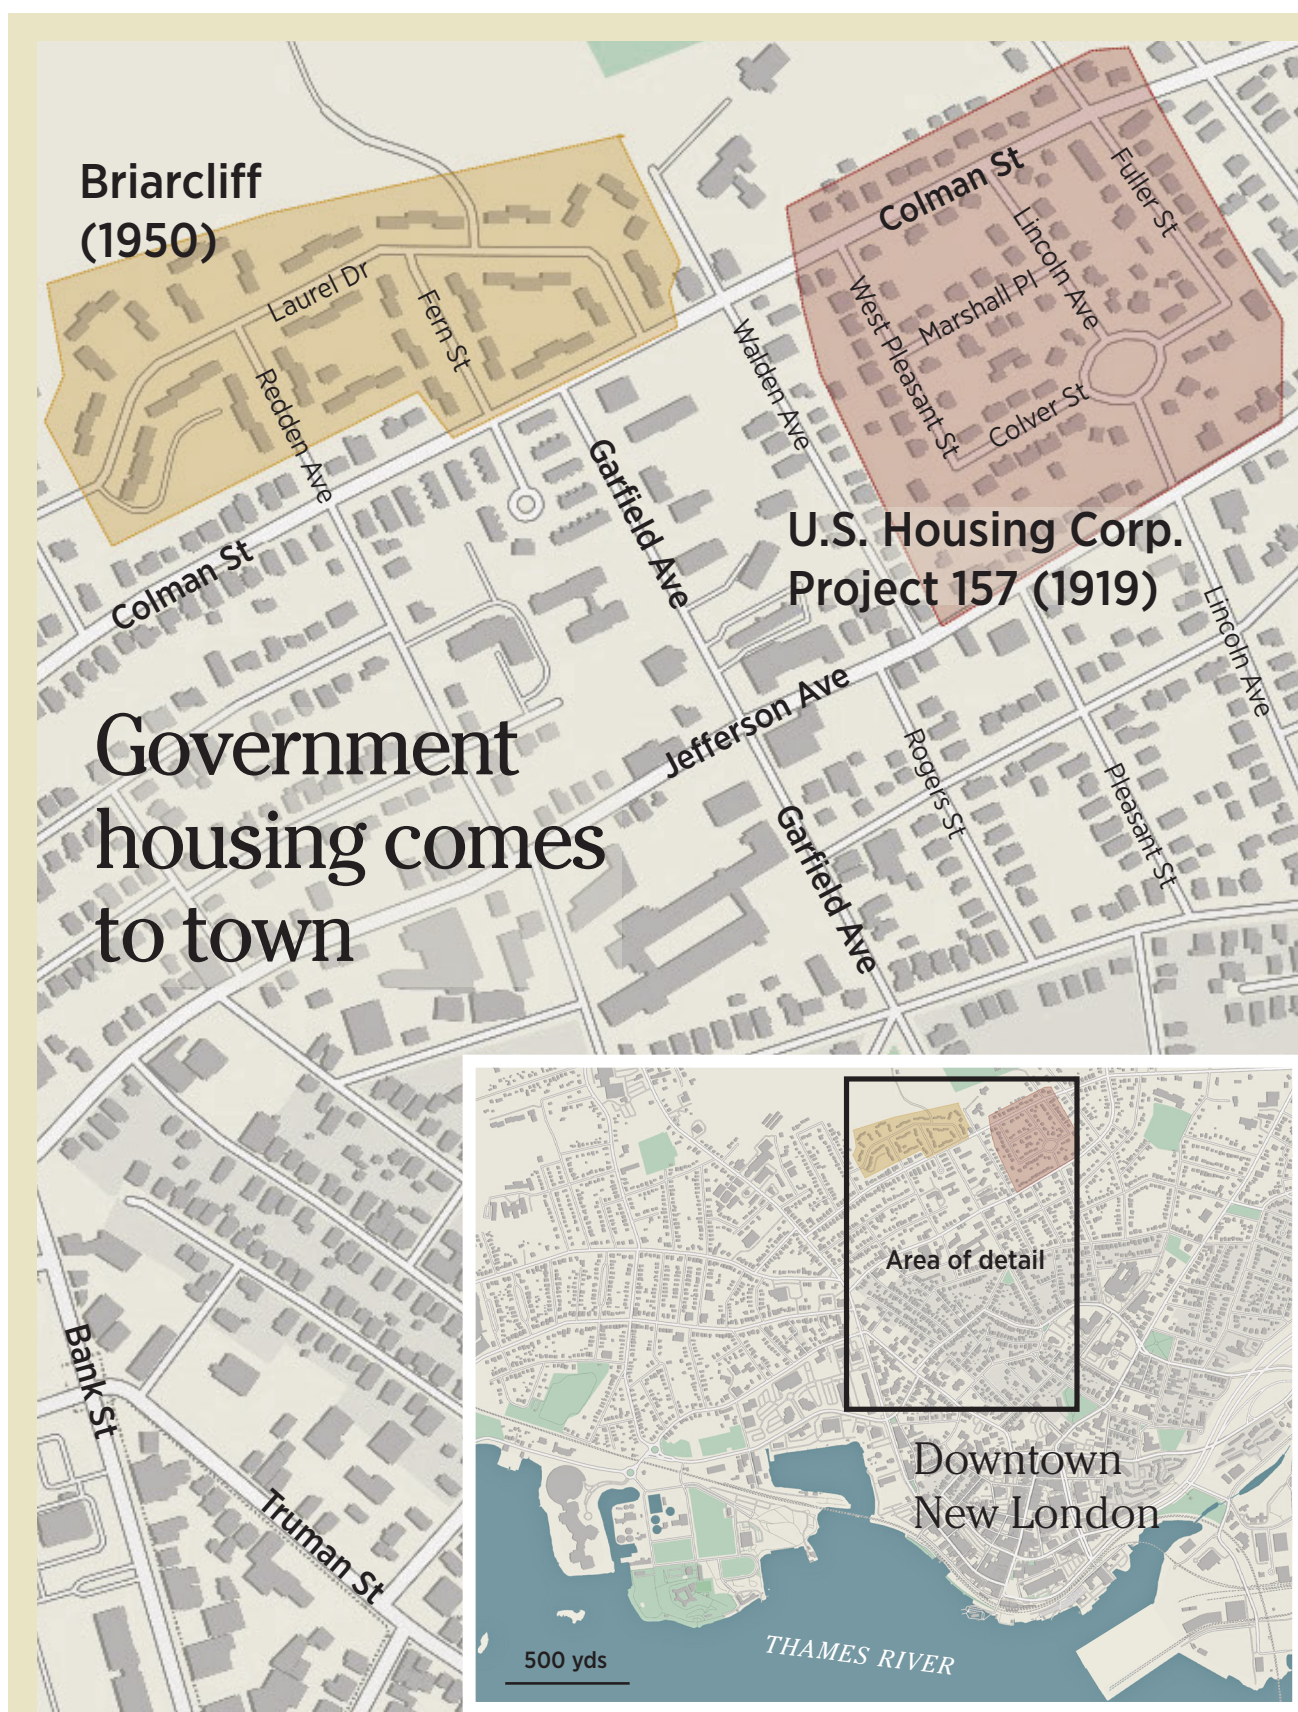 Briarcliff
(1950)
Colman St
Fuller St
Lincoln Ave
Laurel Dr
Fern St
West Pleasant St
Marshall Pl
Walden Ave
Redden Ave
Colver St
Garfield Ave
U.S. Housing Corp.
Project 157 (1919)
Colman St
Lincoln Ave
Jefferson Ave
Government
housing comes
to town
Rogers St
Pleasant St
Garfield Ave
Area of detail
Bank St
Downtown
New London
Truman St
THAMES RIVER
500 yds